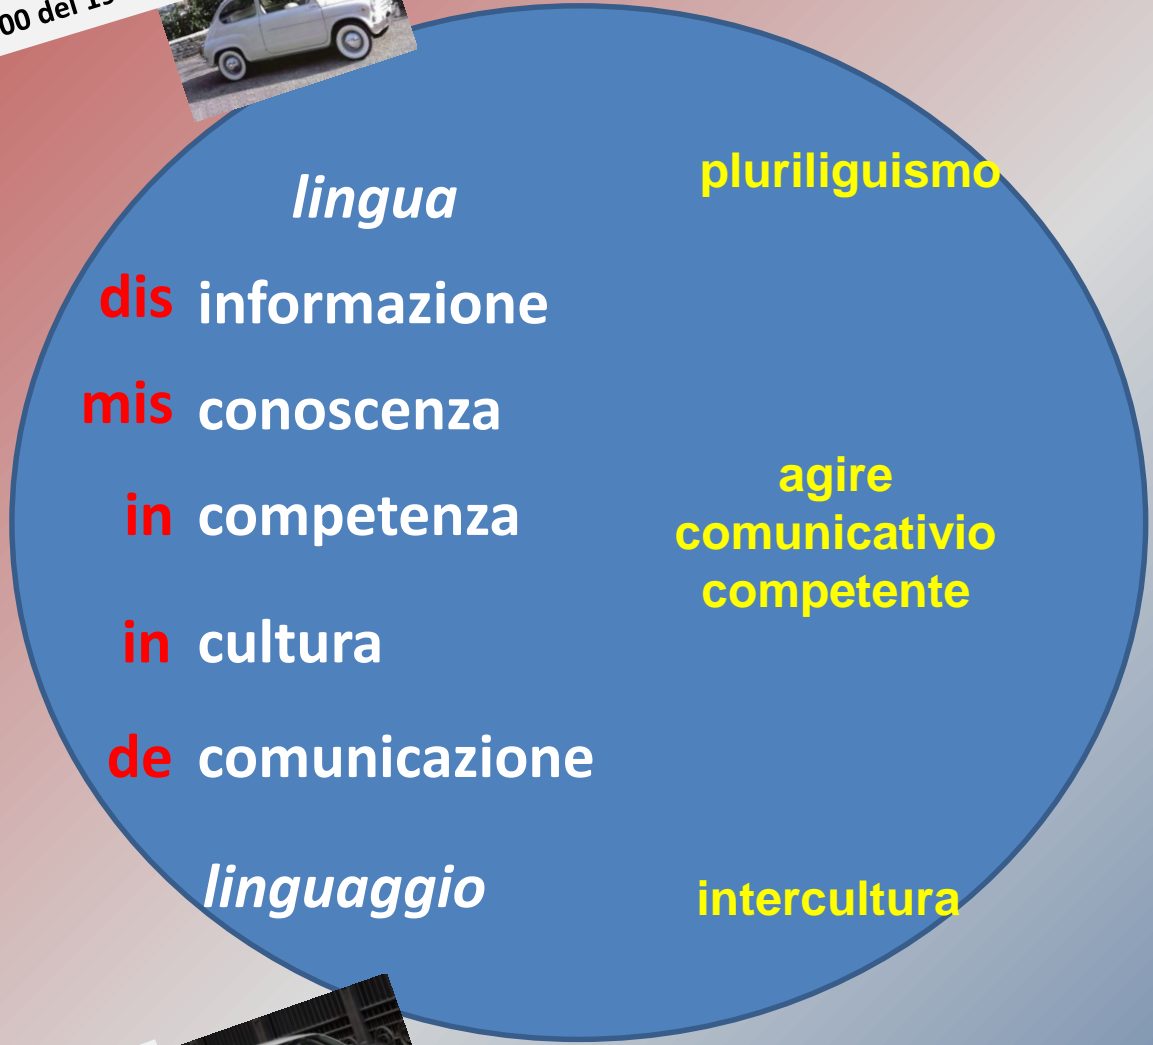 00 del
lingua
pluriliguismo
dis informazione
mis conoscenza
agire
comunicativio
competente
in competenza
in cultura
de comunicazione
linguaggio
intercultura